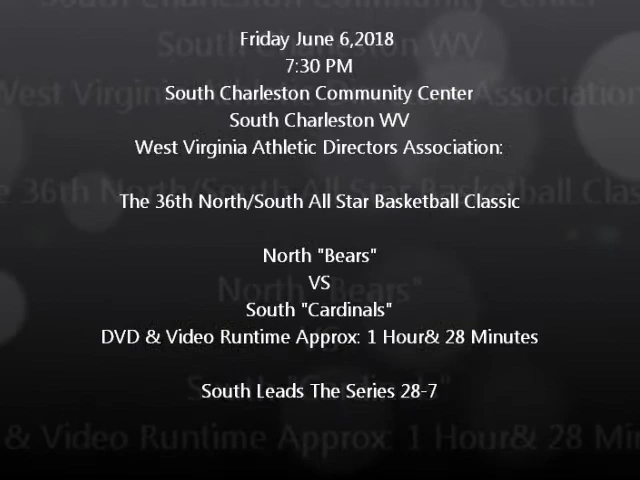 Friday June 6,2018
7:30 PM
South Charleston Community Center
South Charleston WV
West Virginia Athletic Directors Association:
The 36th North/South All Star Basketball Classic
North "Bears"
VS
South "Cardinals"
DVD & Video Runtime Approx: 1 Hour& 28 Minutes
South Leads The Series 28-7